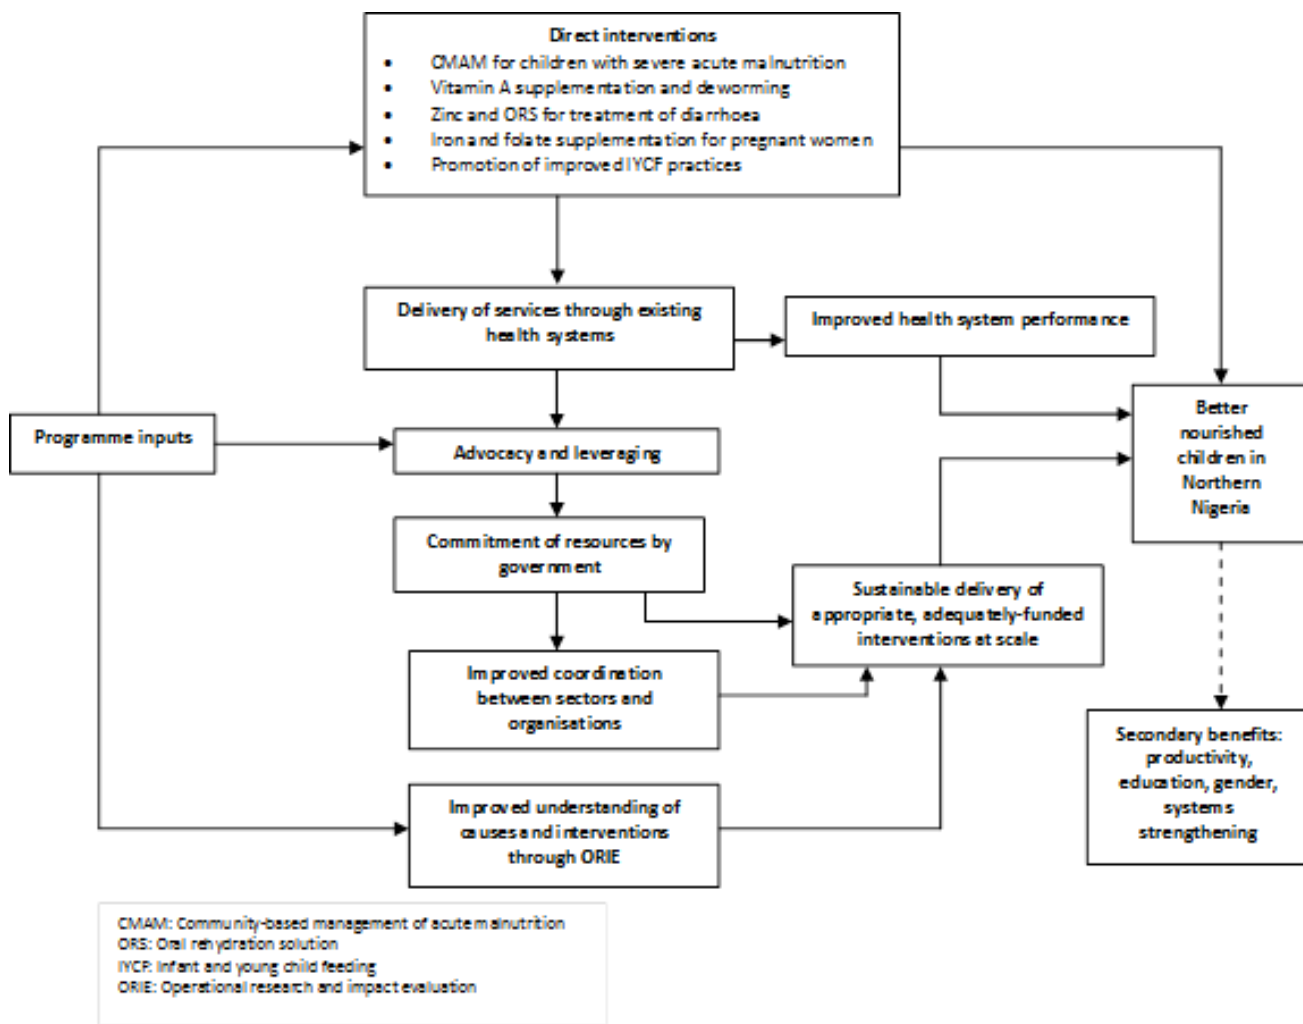 Direct interventions
• CMAM for children with severe acute malnutrition
• Vitamin A supplementation and deworming
• Zinc and ORS for treatment of diarrhoea
• Iron and folate supplementation for pregnant women
• Promotion of improved IYCF practices
Delivery of services through existing
health systems
Improved health system performance
Programme inputs
Advocacy and leveraging
Better
nourished
children in
Northern
Nigeria
Commitment of resources by
government
Sustainable delivery of
appropriate, adequately-funded
interventions at scale
Improved coordination
between sectors and
organisations
Secondary benefits:
productivity,
education, gender,
systems
strengthening
Improved understanding of
causes and interventions
through ORIE
CMAM: Community-based management of acute malnutrition
ORS: Oral rehydration solution
IYCF: Infant and young child feeding
ORIE: Operational research and impact evaluation